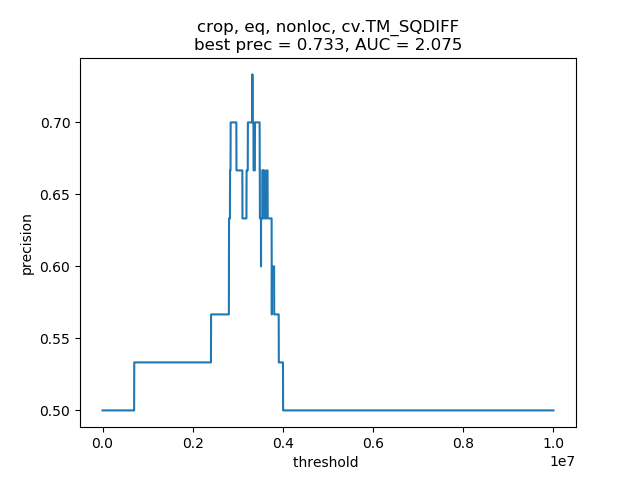 crop, eq, nonloc, cv.TM_SQDIFF
best prec = 0.733, AUC = 2.075
precision
0.70
0.65
0.60
0.55
0.50
0.0
0.2
0.4
0.6
0.8
1.0
1e7
threshold